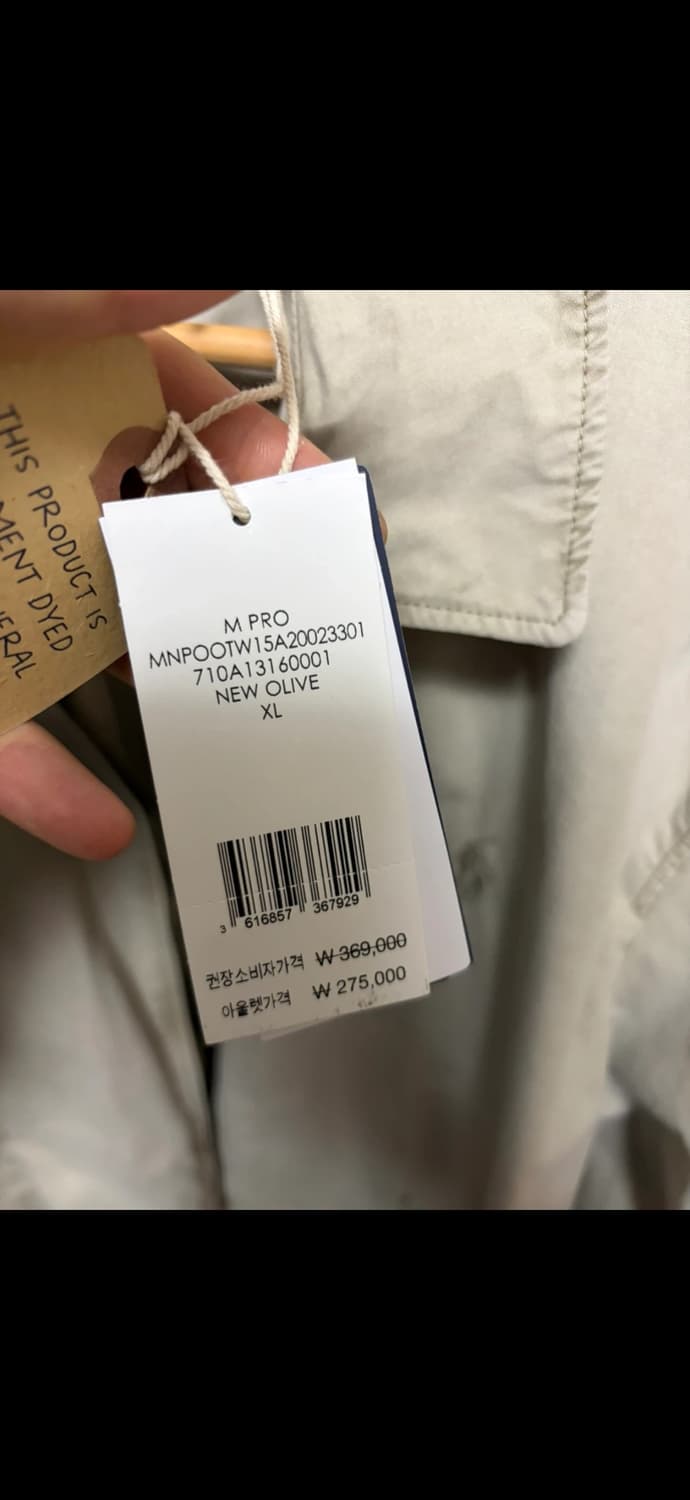 THIS PRODUCT IS
MENT DYED
ERAL
M PRO
MNPOOTW15A20023301
710A13160001
NEW OLIVE
XL
3 616857 367929
권장소비자가격 ₩ 369,000
아울렛가격 ₩ 275,000